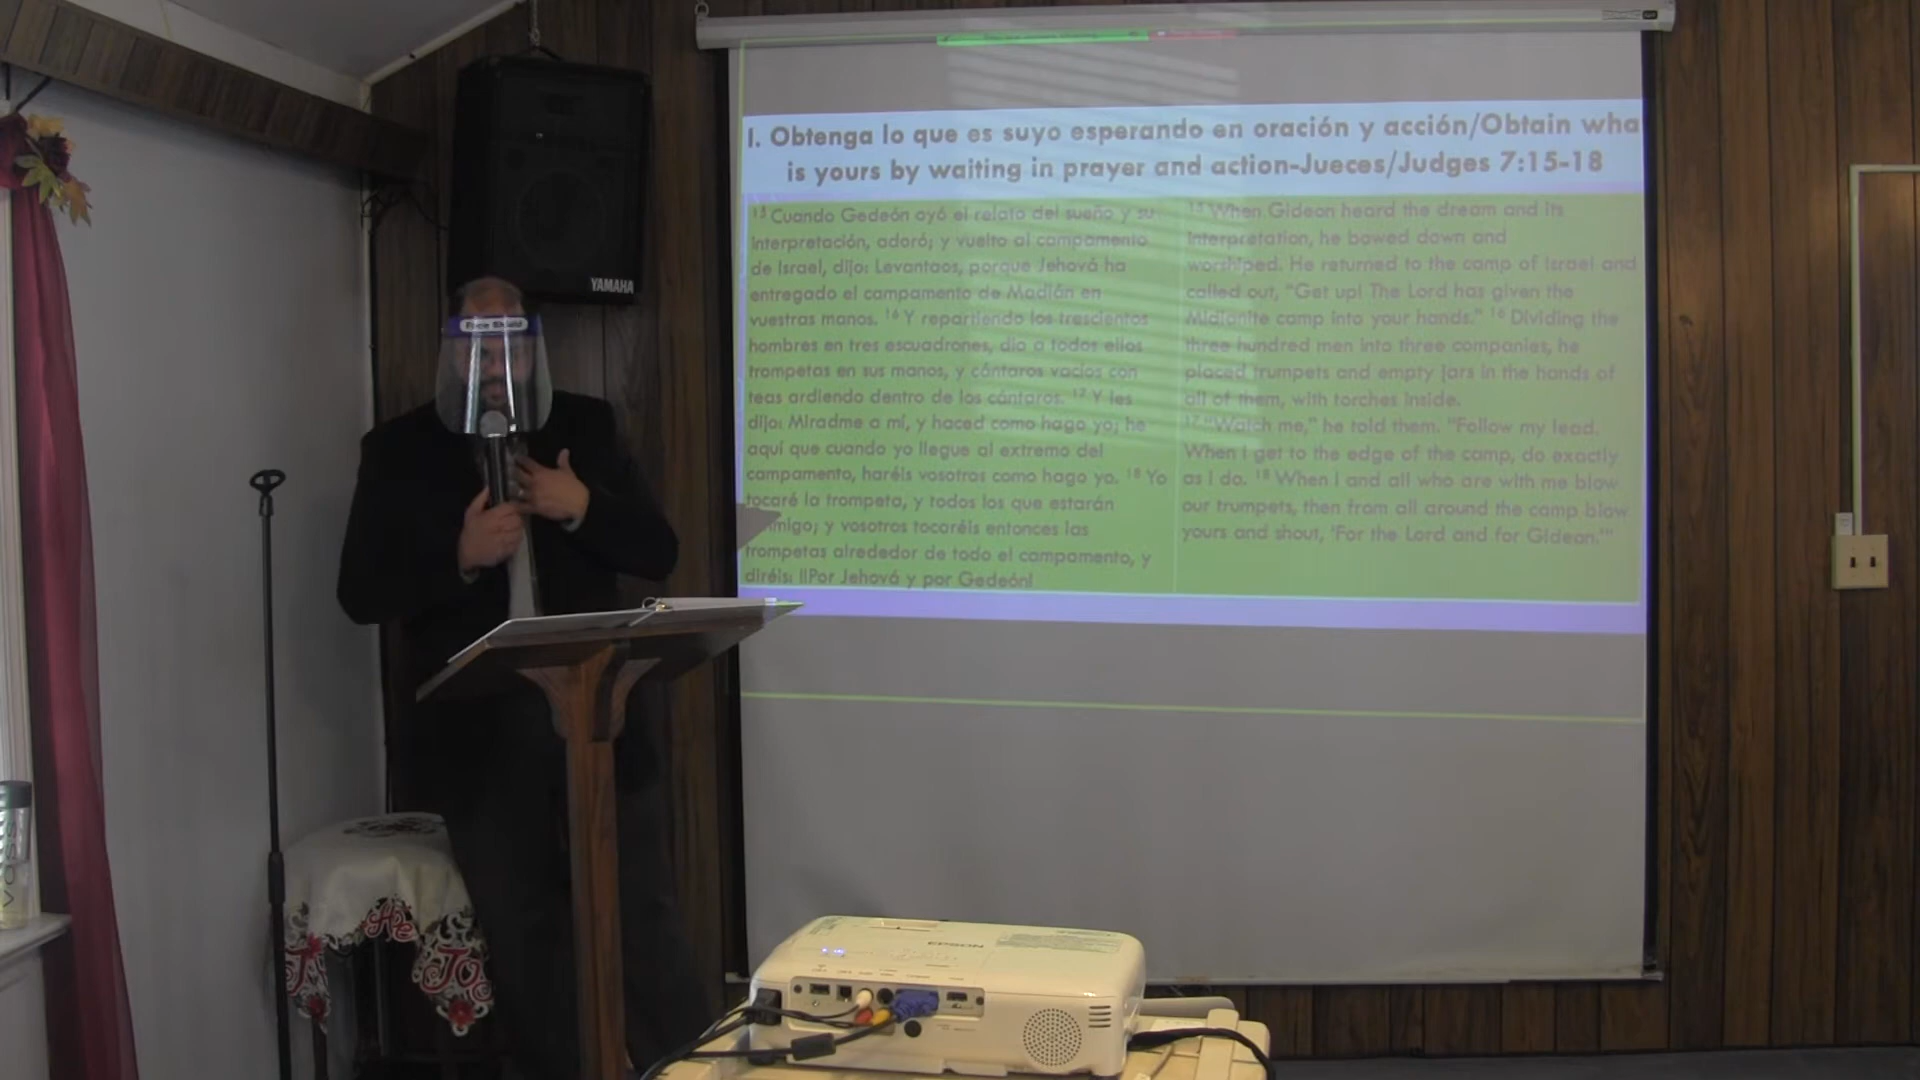 YAMAHA
Face Shield
I. Obtenga lo que es suyo esperando en oración y acción/Obtain wha
is yours by waiting in prayer and action-Jueces/Judges 7:15-18
15 Cuando Gedeón oyó el relato del sueño y su
interpretación, adoró; y vuelto al campamento
de Israel, dijo: Levantaos, porque Jehová ha
entregado el campamento de Madián en
vuestras manos. 16 Y repartiendo los trescientos
hombres en tres escuadrones, dio a todos ellos
trompetas en sus manos, y cántaros vacíos con
teas ardiendo dentro de los cántaros. 17 Y les
dijo: Miradme a mí, y haced como hago yo; he
aquí que cuando yo llegue al extremo del
campamento, haréis vosotros como hago yo. 18 Yo
tocaré la trompeta, y todos los que estarán
nmigo; y vosotros tocaréis entonces las
trompetas alrededor de todo el campamento, y
diréis: ¡¡Por Jehová y por Gedeón!
15 When Gideon heard the dream and its
interpretation, he bowed down and
worshiped. He returned to the camp of Israel and
called out, "Get up! The Lord has given the
Midianite camp into your hands." 16 Dividing the
three hundred men into three companies, he
placed trumpets and empty jars in the hands of
all of them, with torches inside.
17 "Watch me," he told them. "Follow my lead.
When I get to the edge of the camp, do exactly
as I do. 18 When I and all who are with me blow
our trumpets, then from all around the camp blow
yours and shout, 'For the Lord and for Gideon.'"
EPSON
VOSS